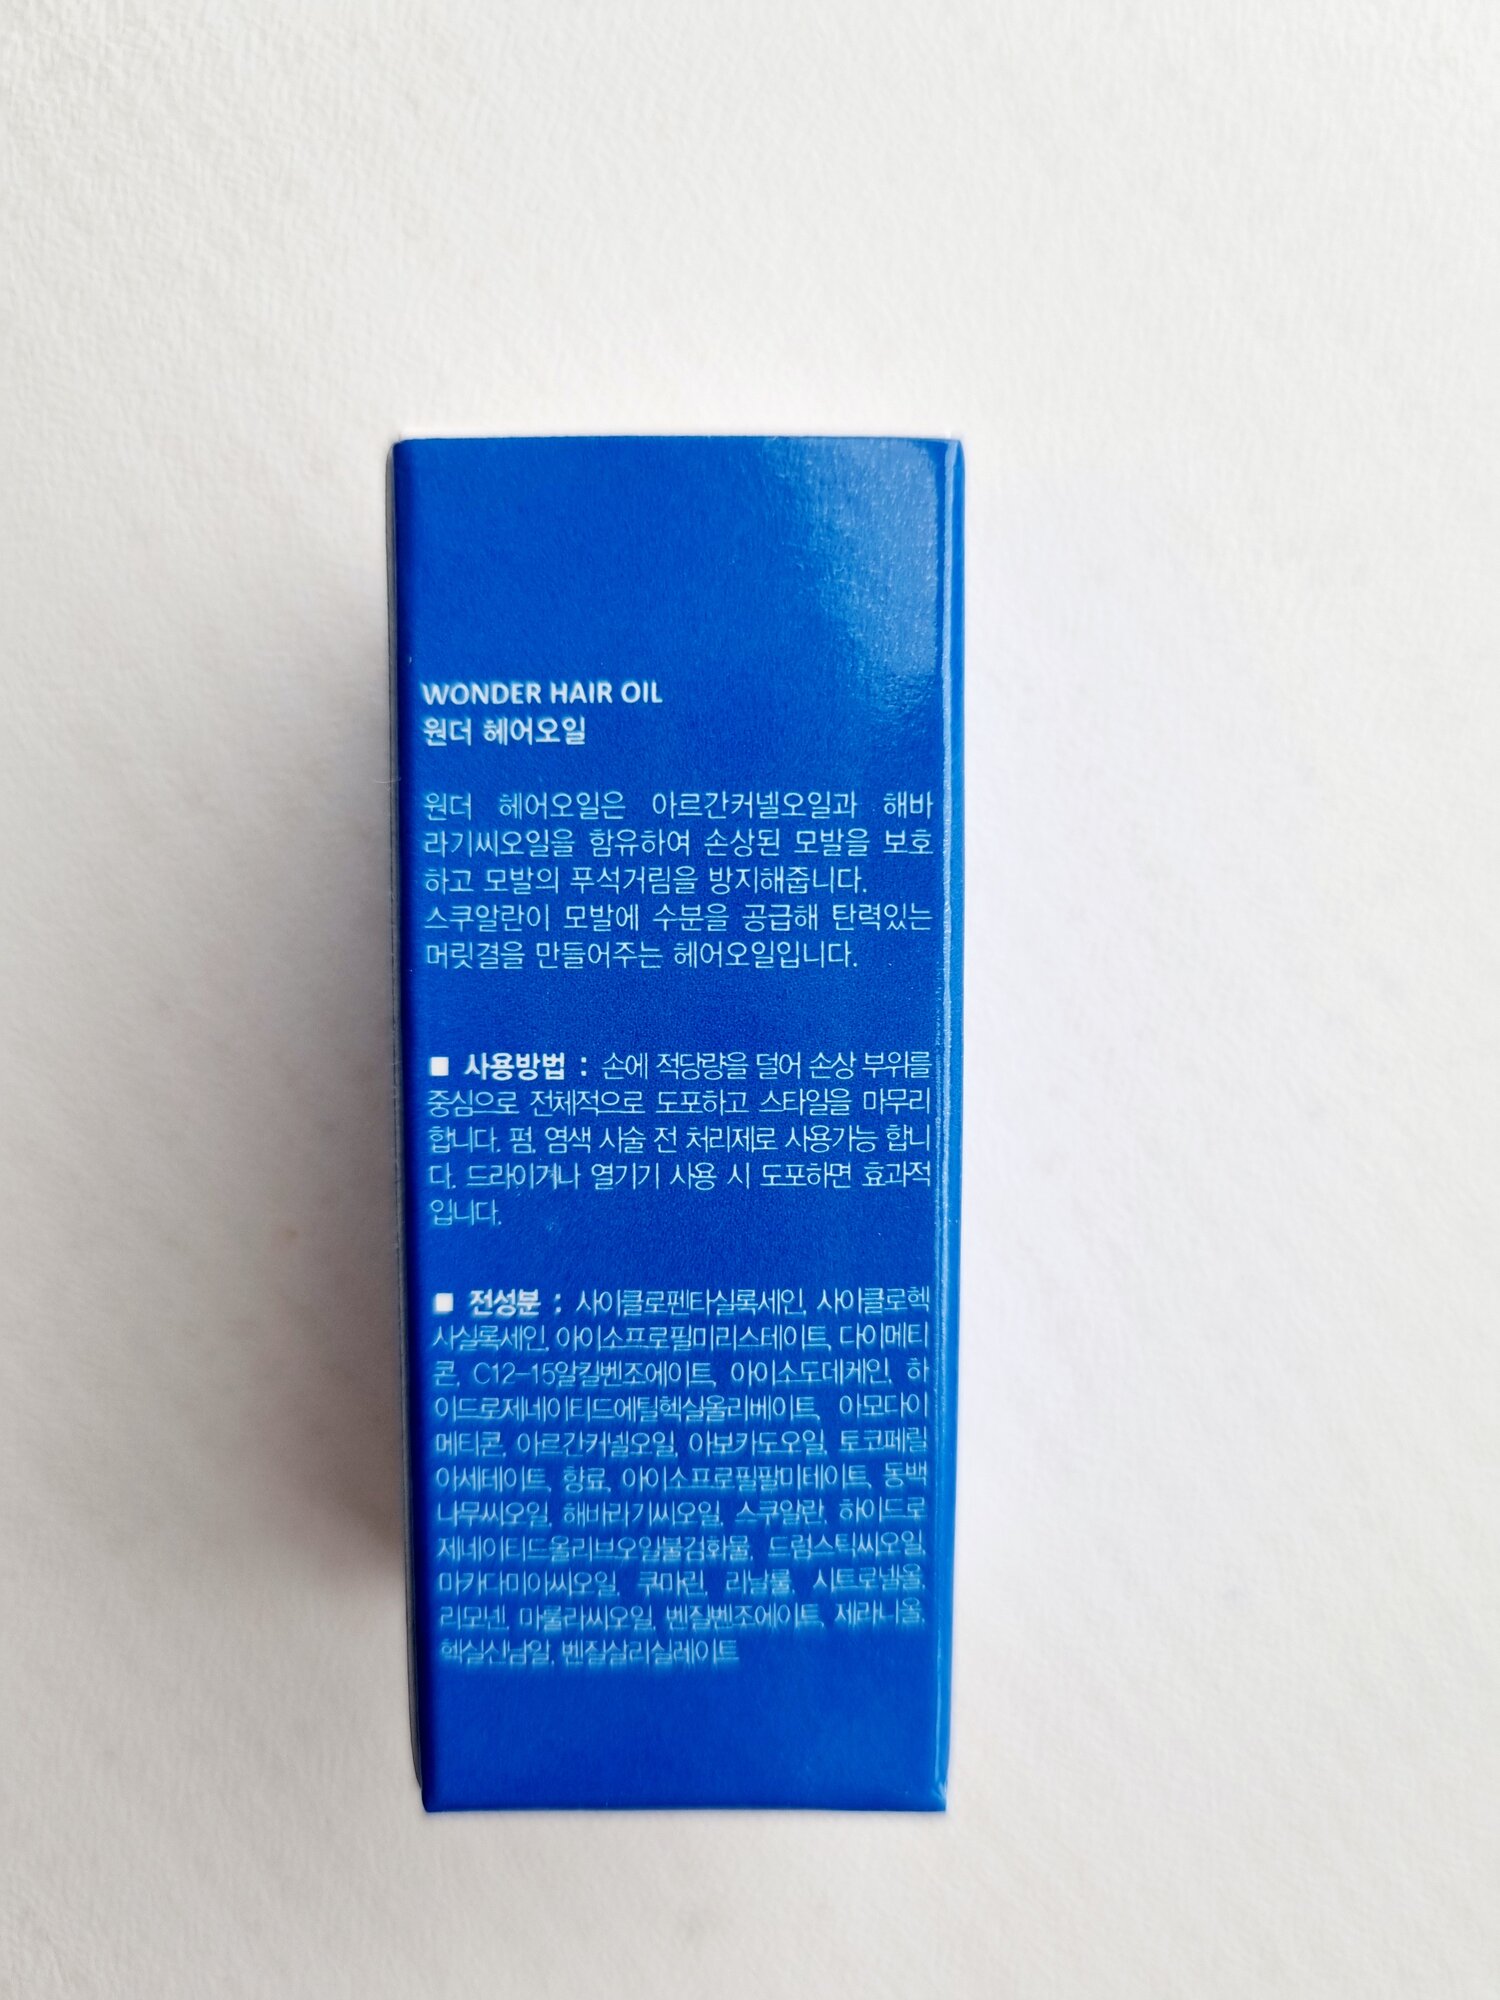 WONDER HAIR OIL
원더 헤어오일
원더 헤어오일은 아르간커넬오일과 해바
라기씨오일을 함유하여 손상된 모발을 보호
하고 모발의 푸석거림을 방지해줍니다.
스쿠알란이 모발에 수분을 공급해 탄력있는
머릿결을 만들어주는 헤어오일입니다.
■ 사용방법 : 손에 적당량을 덜어 손상 부위를
중심으로 전체적으로 도포하고 스타일을 마무리
합니다. 펌, 염색 시술 전 처리제로 사용가능 합니
다. 드라이겨나 열기기 사용 시 도포하면 효과적
입니다.
■ 전성분 : 사이클로펜타실록세인, 사이클로헥
사실록세인, 아이소프로필미리스테이트, 다이메티
콘, C12-15알킬벤조에이트, 아이소도데케인, 하
이드로제네이티드에틸헥실올리베이트, 아모다이
메티콘, 아르간커넬오일, 아보카도오일, 토코페릴
아세테이트, 향료, 아이소프로필팔미테이트, 동백
나무씨오일, 해바라기씨오일, 스쿠알란, 하이드로
제네이티드올리브오일불검화물, 드럼스틱씨오일,
마카다미아씨오일, 쿠마린, 리날룰, 시트로넬올,
리모넨, 마룰라씨오일, 벤질벤조에이트, 제라니올,
헥실신남알, 벤질살리실레이트